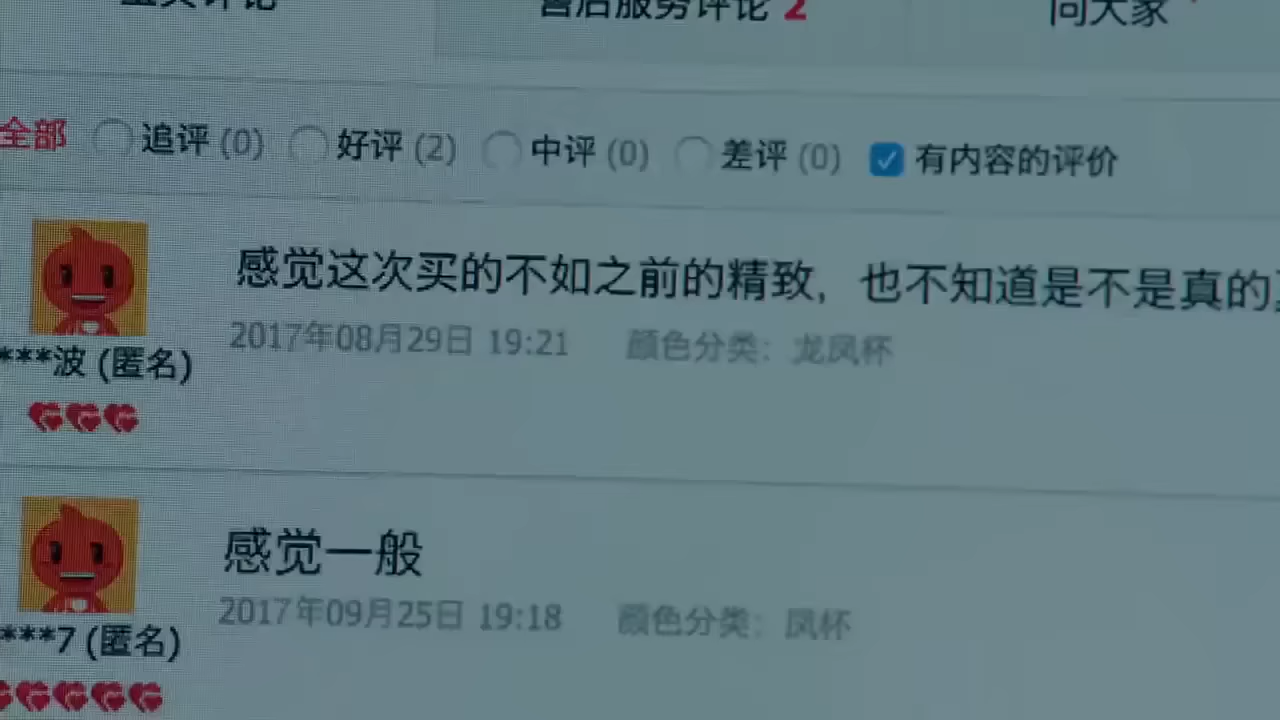 宝贝评论 售后服务评论 2 问大家
全部 追评 (0) 好评 (2) 中评 (0) 差评 (0) 有内容的评价
感觉这次买的不如之前的精致，也不知道是不是真的
2017年08月29日 19:21 颜色分类：龙凤杯
***波 (匿名)
感觉一般
2017年09月25日 19:18 颜色分类：凤杯
***7 (匿名)